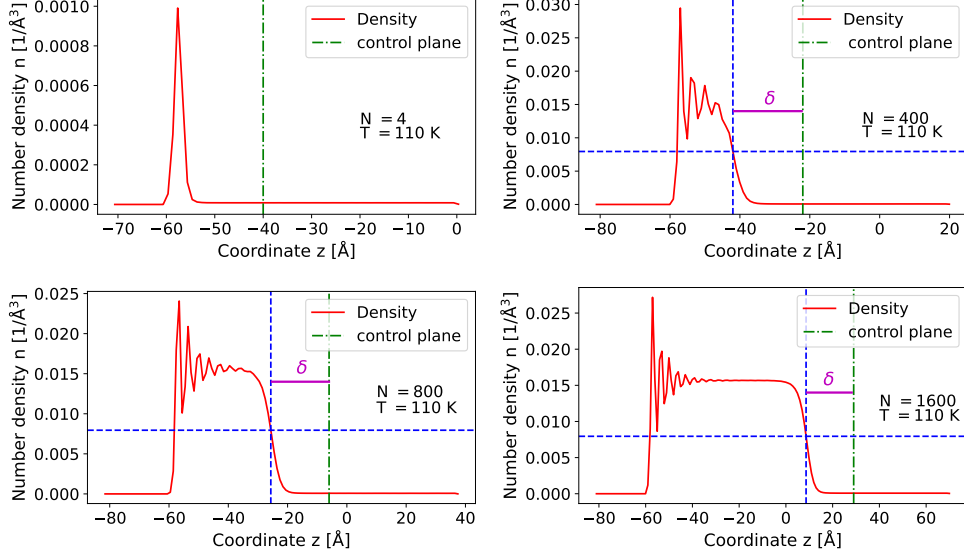 0.0010
0.0008
0.0006
0.0004
0.0002
0.0000
Number density n [1/Å³]
Density
control plane
N = 4
T = 110 K
−70 −60 −50 −40 −30 −20 −10 0
Coordinate z [Å]
0.030
0.025
0.020
0.015
0.010
0.005
0.000
Number density n [1/Å³]
Density
control plane
δ
N = 400
T = 110 K
−80 −60 −40 −20 0 20
Coordinate z [Å]
0.025
0.020
0.015
0.010
0.005
0.000
Number density n [1/Å³]
Density
control plane
δ
N = 800
T = 110 K
−80 −60 −40 −20 0 20 40
Coordinate z [Å]
0.025
0.020
0.015
0.010
0.005
0.000
Number density n [1/Å³]
Density
control plane
δ
N = 1600
T = 110 K
−80 −60 −40 −20 0 20 40 60
Coordinate z [Å]